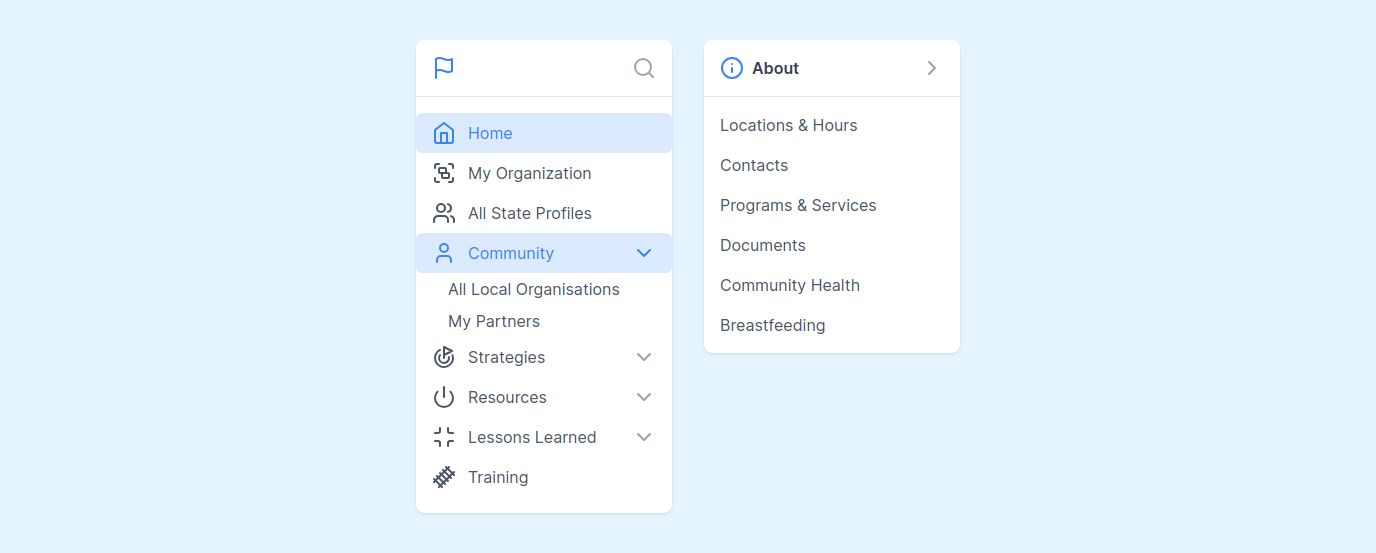 Home
My Organization
All State Profiles
Community
All Local Organisations
My Partners
Strategies
Resources
Lessons Learned
Training
About
Locations & Hours
Contacts
Programs & Services
Documents
Community Health
Breastfeeding